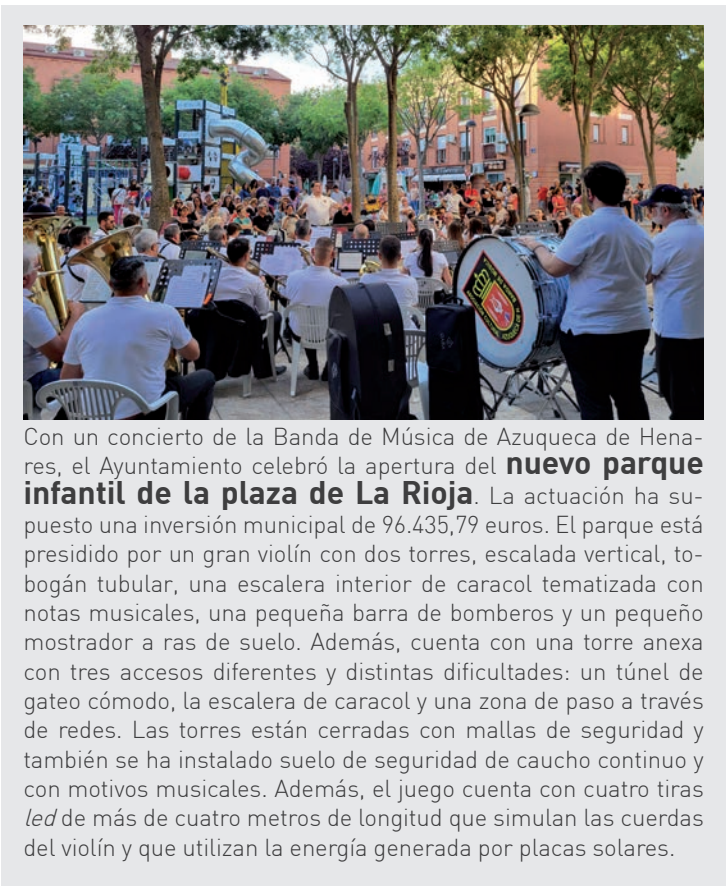 Con un concierto de la Banda de Música de Azuqueca de Hena-
res, el Ayuntamiento celebró la apertura del nuevo parque
infantil de la plaza de La Rioja. La actuación ha su-
puesto una inversión municipal de 96.435,79 euros. El parque está
presidido por un gran violín con dos torres, escalada vertical, to-
bogán tubular, una escalera interior de caracol tematizada con
notas musicales, una pequeña barra de bomberos y un pequeño
mostrador a ras de suelo. Además, cuenta con una torre anexa
con tres accesos diferentes y distintas dificultades: un túnel de
gateo cómodo, la escalera de caracol y una zona de paso a través
de redes. Las torres están cerradas con mallas de seguridad y
también se ha instalado suelo de seguridad de caucho continuo y
con motivos musicales. Además, el juego cuenta con cuatro tiras
led de más de cuatro metros de longitud que simulan las cuerdas
del violín y que utilizan la energía generada por placas solares.